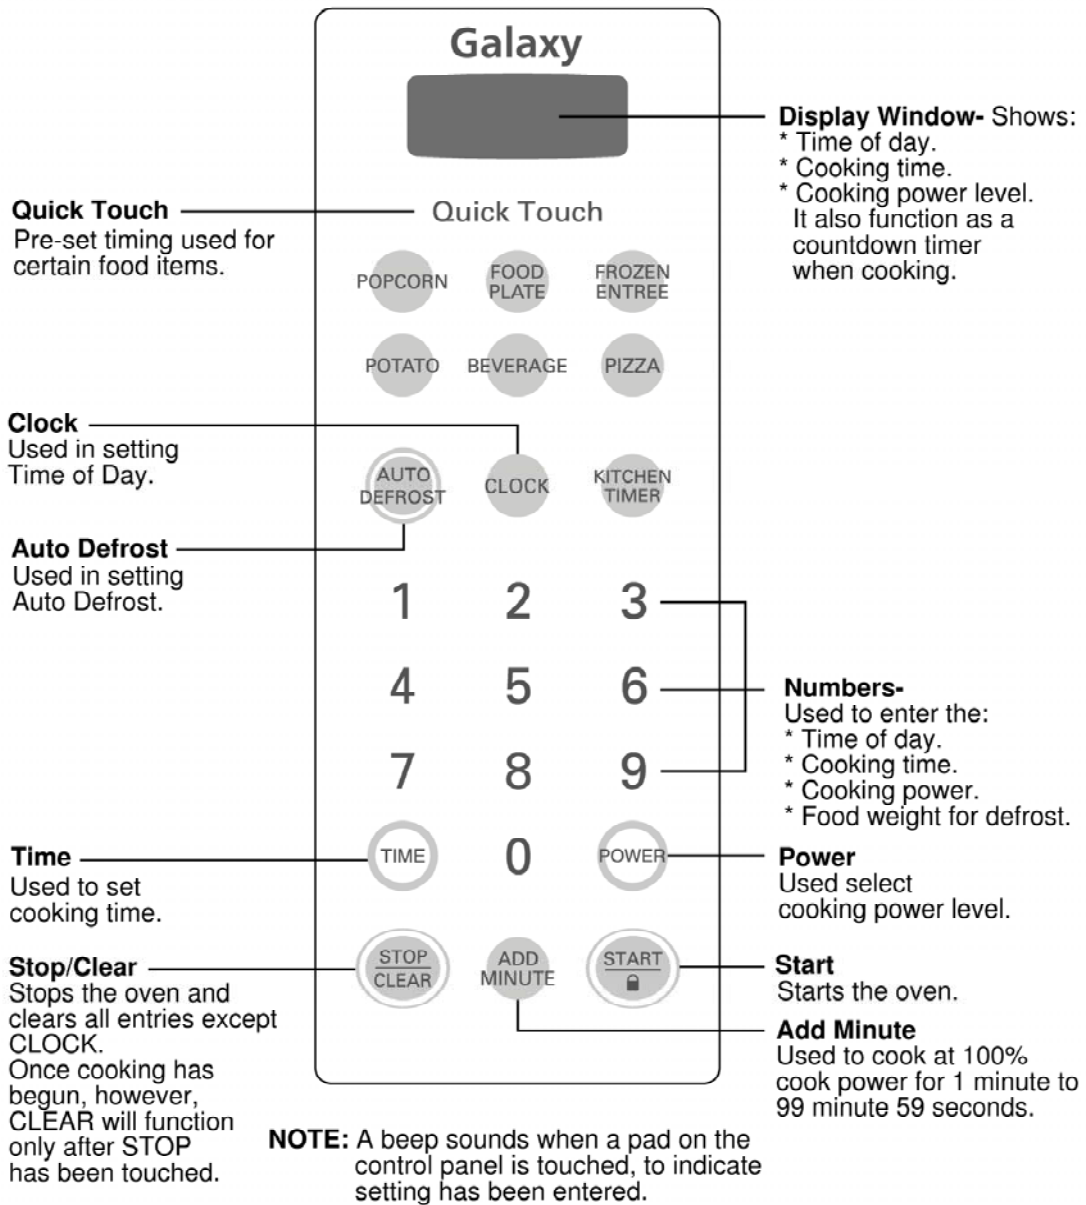 Galaxy
Display Window- Shows:
* Time of day.
* Cooking time.
* Cooking power level.
It also function as a
countdown timer
when cooking.
Quick Touch
Pre-set timing used for
certain food items.
Quick Touch
POPCORN
FOOD
PLATE
FROZEN
ENTREE
POTATO
BEVERAGE
PIZZA
Clock
Used in setting
Time of Day.
AUTO
DEFROST
CLOCK
KITCHEN
TIMER
Auto Defrost
Used in setting
Auto Defrost.
1 2 3
4 5 6
7 8 9
Numbers-
Used to enter the:
* Time of day.
* Cooking time.
* Cooking power.
* Food weight for defrost.
Time
Used to set
cooking time.
TIME
0
POWER
Power
Used select
cooking power level.
Stop/Clear
Stops the oven and
clears all entries except
CLOCK.
Once cooking has
begun, however,
CLEAR will function
only after STOP
has been touched.
STOP
CLEAR
ADD
MINUTE
START
Start
Starts the oven.
Add Minute
Used to cook at 100%
cook power for 1 minute to
99 minute 59 seconds.
NOTE: A beep sounds when a pad on the
control panel is touched, to indicate
setting has been entered.